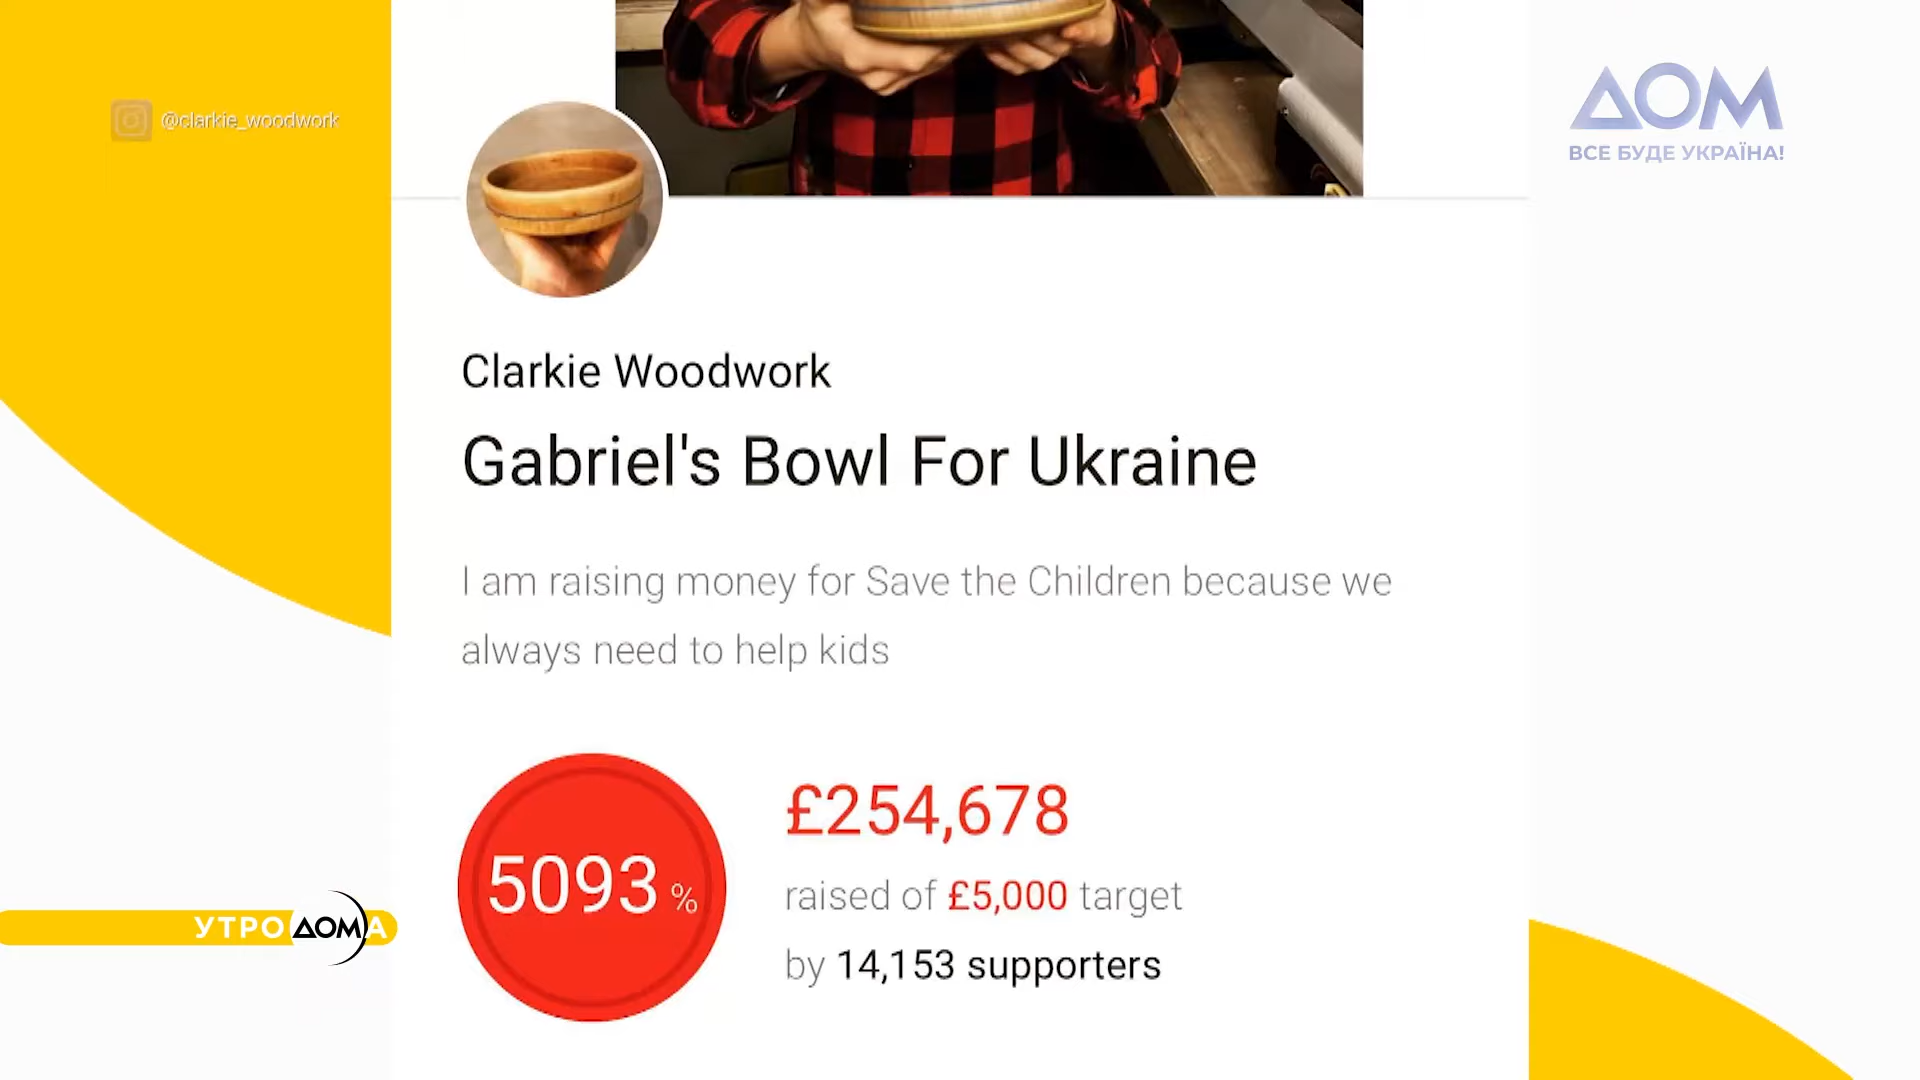 @clarkie_woodwork
ДОМ
ВСЕ БУДЕ УКРАЇНА!
Clarkie Woodwork
Gabriel's Bowl For Ukraine
I am raising money for Save the Children because we
always need to help kids
5093 %
£254,678
raised of £5,000 target
by 14,153 supporters
УТРО ДОМА